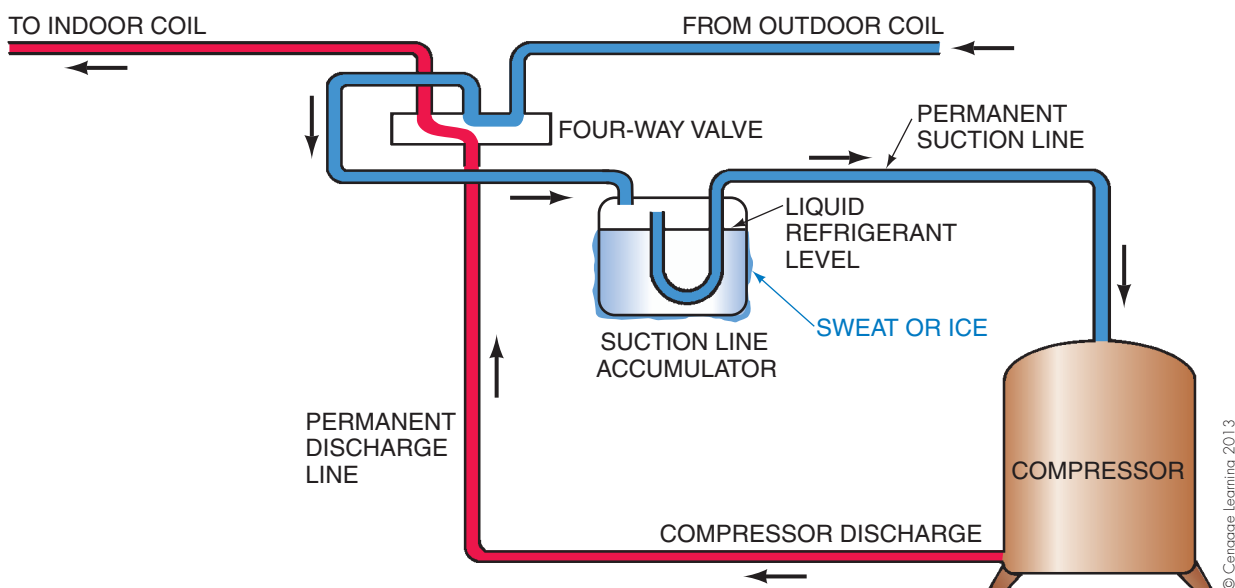 TO INDOOR COIL
FROM OUTDOOR COIL
FOUR-WAY VALVE
PERMANENT
SUCTION LINE
LIQUID
REFRIGERANT
LEVEL
SWEAT OR ICE
SUCTION LINE
ACCUMULATOR
PERMANENT
DISCHARGE
LINE
COMPRESSOR
COMPRESSOR DISCHARGE
© Cengage Learning 2013